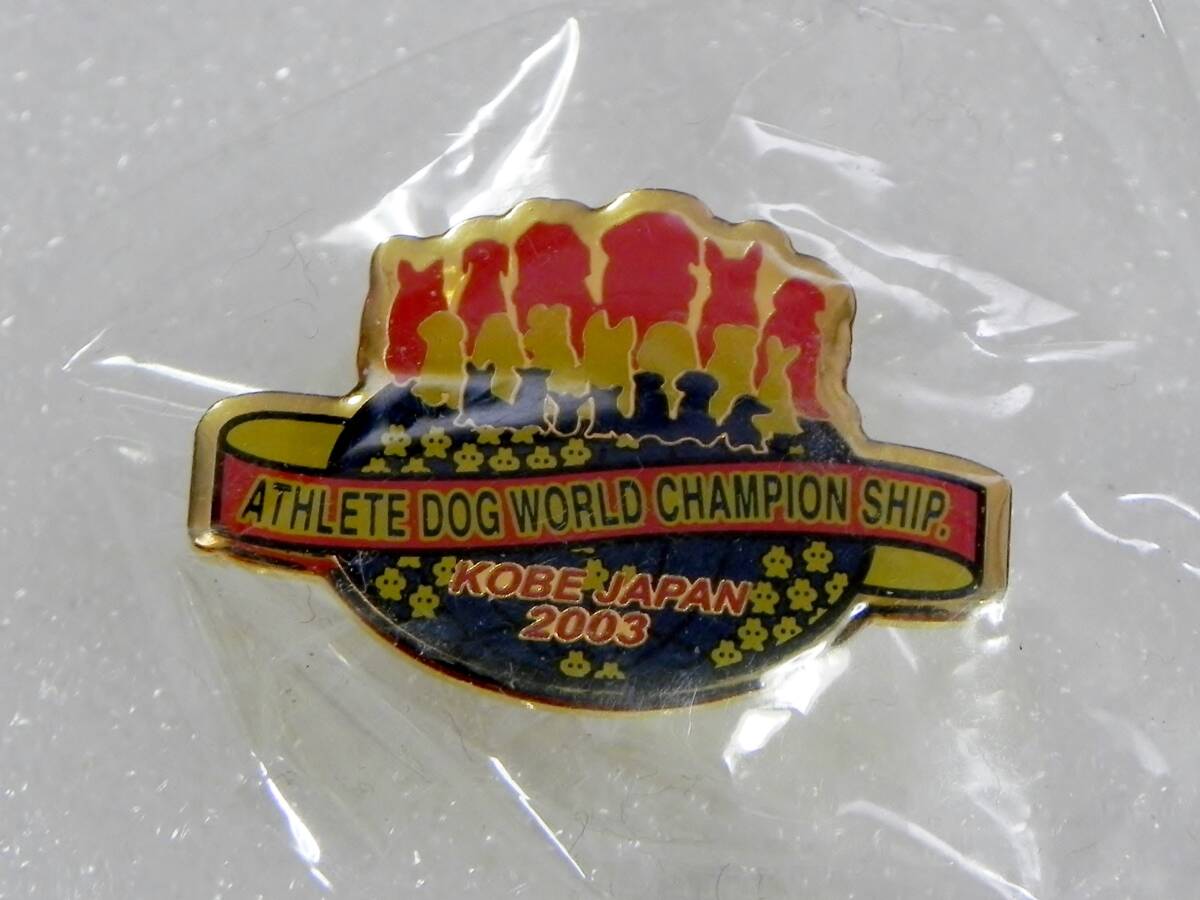 ATHLETE DOG WORLD CHAMPION SHIP.
KOBE JAPAN
2003